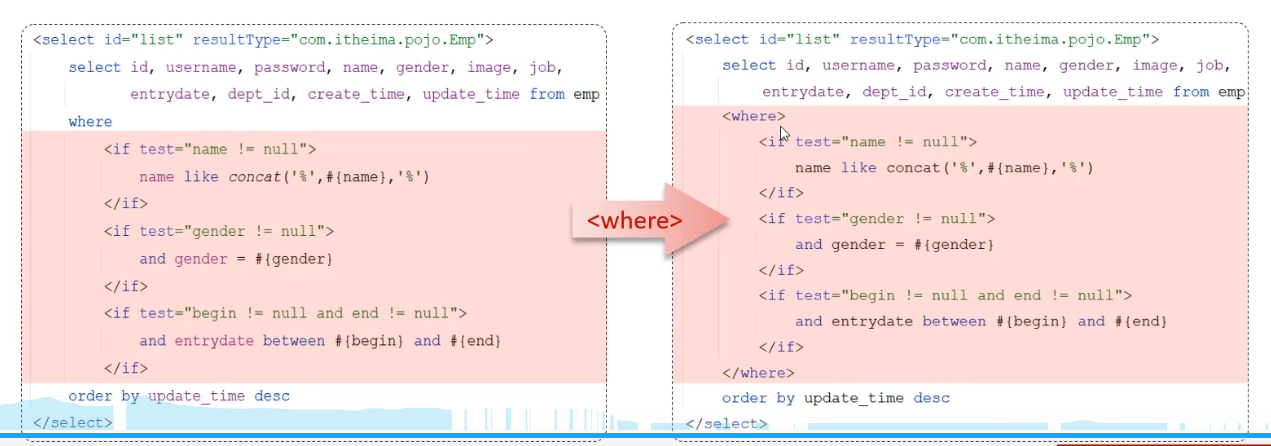 <select id="list" resultType="com.itheima.pojo.Emp">
select id, username, password, name, gender, image, job,
entrydate, dept_id, create_time, update_time from emp
where
<if test="name != null">
name like concat('%',#{name},'%')
</if>
<if test="gender != null">
and gender = #{gender}
</if>
<if test="begin != null and end != null">
and entrydate between #{begin} and #{end}
</if>
order by update_time desc
</select>
<where>
<select id="list" resultType="com.itheima.pojo.Emp">
select id, username, password, name, gender, image, job,
entrydate, dept_id, create_time, update_time from emp
<where>
<if test="name != null">
name like concat('%',#{name},'%')
</if>
<if test="gender != null">
and gender = #{gender}
</if>
<if test="begin != null and end != null">
and entrydate between #{begin} and #{end}
</if>
</where>
order by update_time desc
</select>